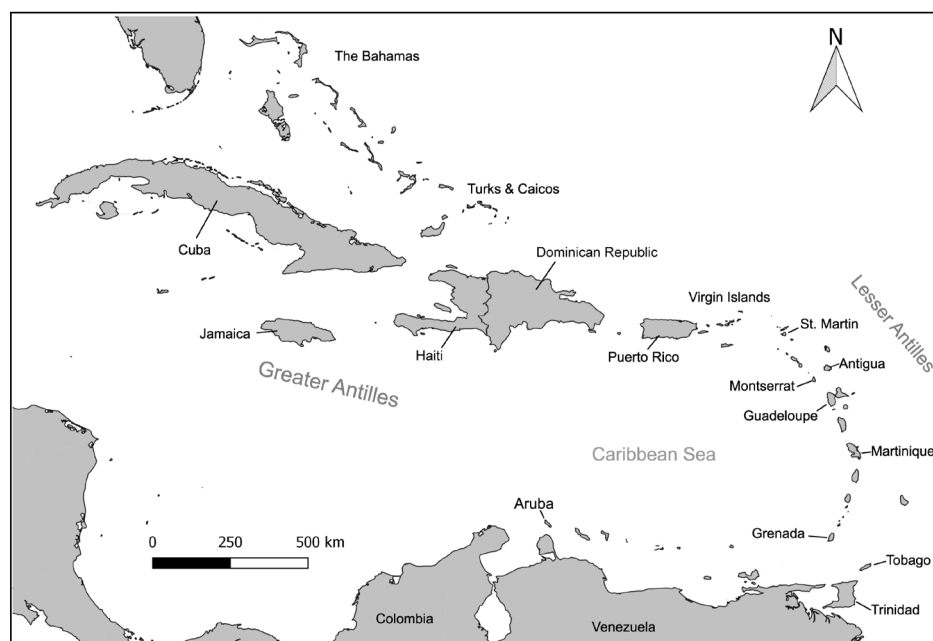 N
The Bahamas
Turks & Caicos
Cuba
Dominican Republic
Lesser Antilles
Virgin Islands
St. Martin
Jamaica
Haiti
Puerto Rico
Antigua
Greater Antilles
Montserrat
Guadeloupe
Caribbean Sea
Martinique
Aruba
Grenada
0 250 500 km
Tobago
Trinidad
Colombia
Venezuela